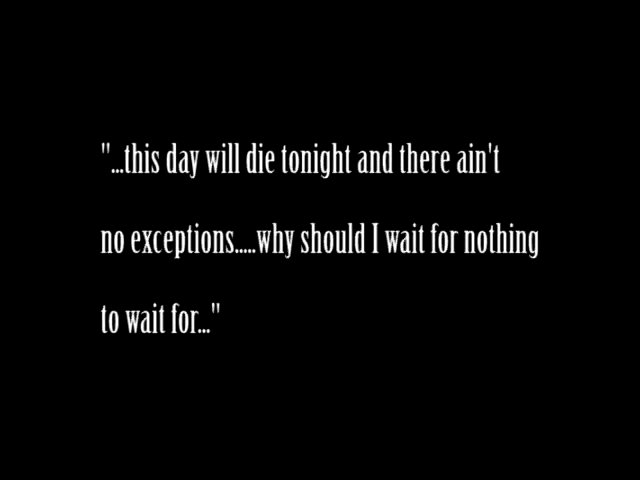 "...this day will die tonight and there ain't
no exceptions.....why should I wait for nothing
to wait for..."